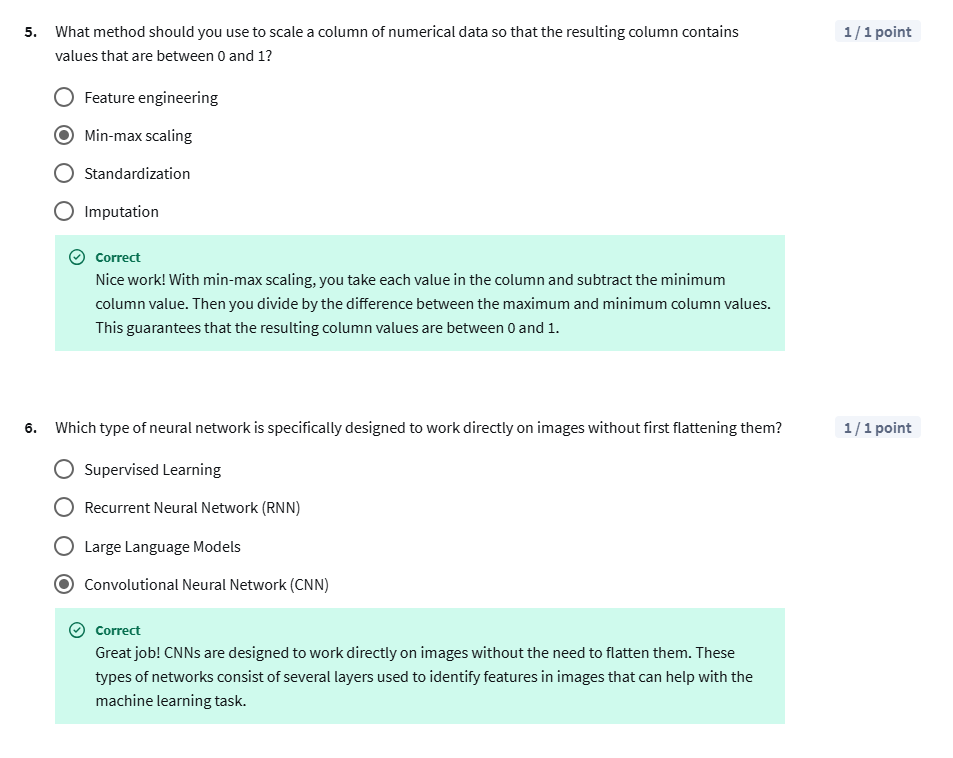 5. What method should you use to scale a column of numerical data so that the resulting column contains
values that are between 0 and 1?
1 / 1 point
Feature engineering
Min-max scaling
Standardization
Imputation
Correct
Nice work! With min-max scaling, you take each value in the column and subtract the minimum
column value. Then you divide by the difference between the maximum and minimum column values.
This guarantees that the resulting column values are between 0 and 1.
6. Which type of neural network is specifically designed to work directly on images without first flattening them?
1 / 1 point
Supervised Learning
Recurrent Neural Network (RNN)
Large Language Models
Convolutional Neural Network (CNN)
Correct
Great job! CNNs are designed to work directly on images without the need to flatten them. These
types of networks consist of several layers used to identify features in images that can help with the
machine learning task.